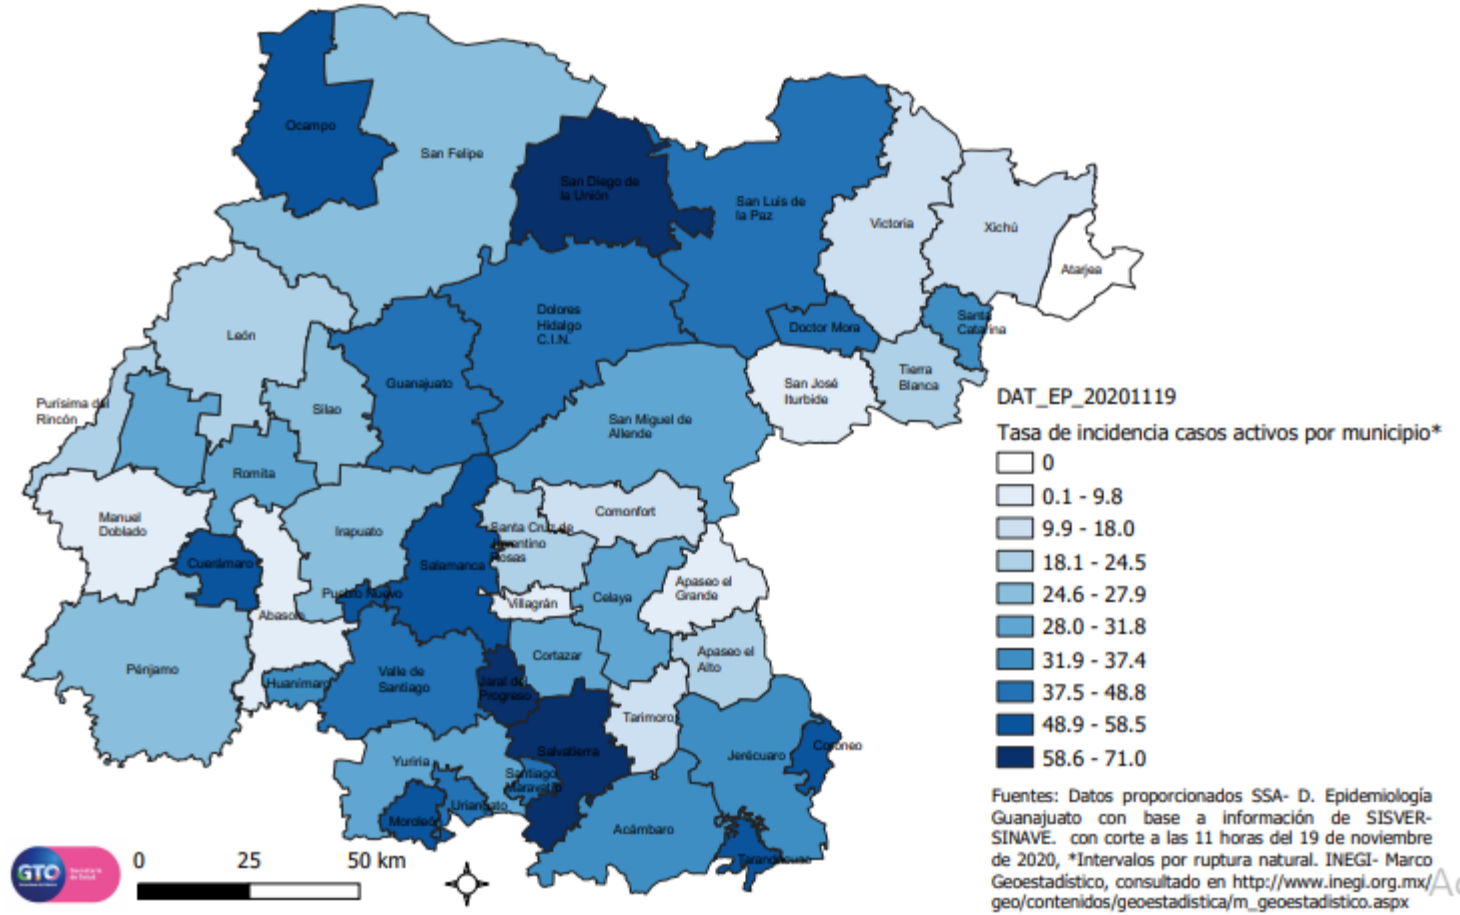 Ocampo
San Felipe
San Diego de
la Unión
San Luis de
la Paz
Victoria
Xichú
Atarjea
León
Dolores
Hidalgo
C.I.N.
Doctor Mora
Santa
Catarina
Guanajuato
Tierra
Blanca
San José
Iturbide
Purísima del
Rincón
Silao
San Miguel de
Allende
Romita
Manuel
Doblado
Irapuato
Comonfort
Santa Cruz de
Juventino
Rosas
Cuerámaro
Salamanca
Apaseo el
Grande
Pueblo Nuevo
Villagrán
Celaya
Abasolo
Pénjamo
Cortazar
Apaseo el
Alto
Huanímaro
Valle de
Santiago
Jaral del
Progreso
Tarimoro
Yuriria
Salvatierra
Jerécuaro
Coroneo
Santiago
Maravatío
Uriangato
Moroleón
Acámbaro
Tarandacuao
DAT_EP_20201119
Tasa de incidencia casos activos por municipio*
0
0.1 - 9.8
9.9 - 18.0
18.1 - 24.5
24.6 - 27.9
28.0 - 31.8
31.9 - 37.4
37.5 - 48.8
48.9 - 58.5
58.6 - 71.0
Fuentes: Datos proporcionados SSA- D. Epidemiología
Guanajuato con base a información de SISVER-
SINAVE. con corte a las 11 horas del 19 de noviembre
de 2020, *Intervalos por ruptura natural. INEGI- Marco
Geoestadístico, consultado en http://www.inegi.org.mx/
geo/contenidos/geoestadistica/m_geoestadistico.aspx
GTO
Secretaría
de Salud
0 25 50 km